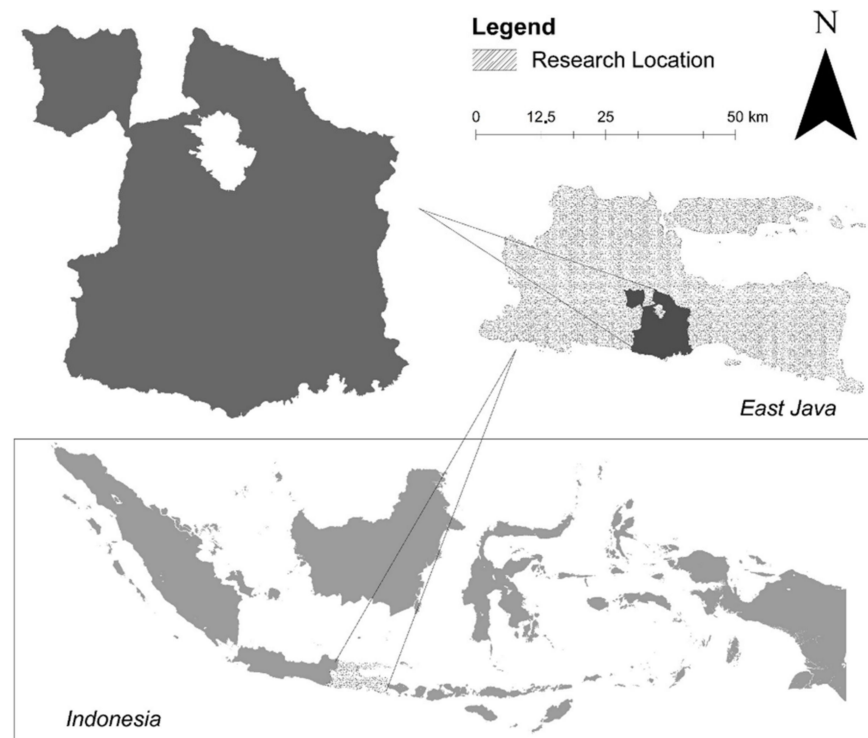 Legend
N
Research Location
0 12,5 25 50 km
East Java
Indonesia